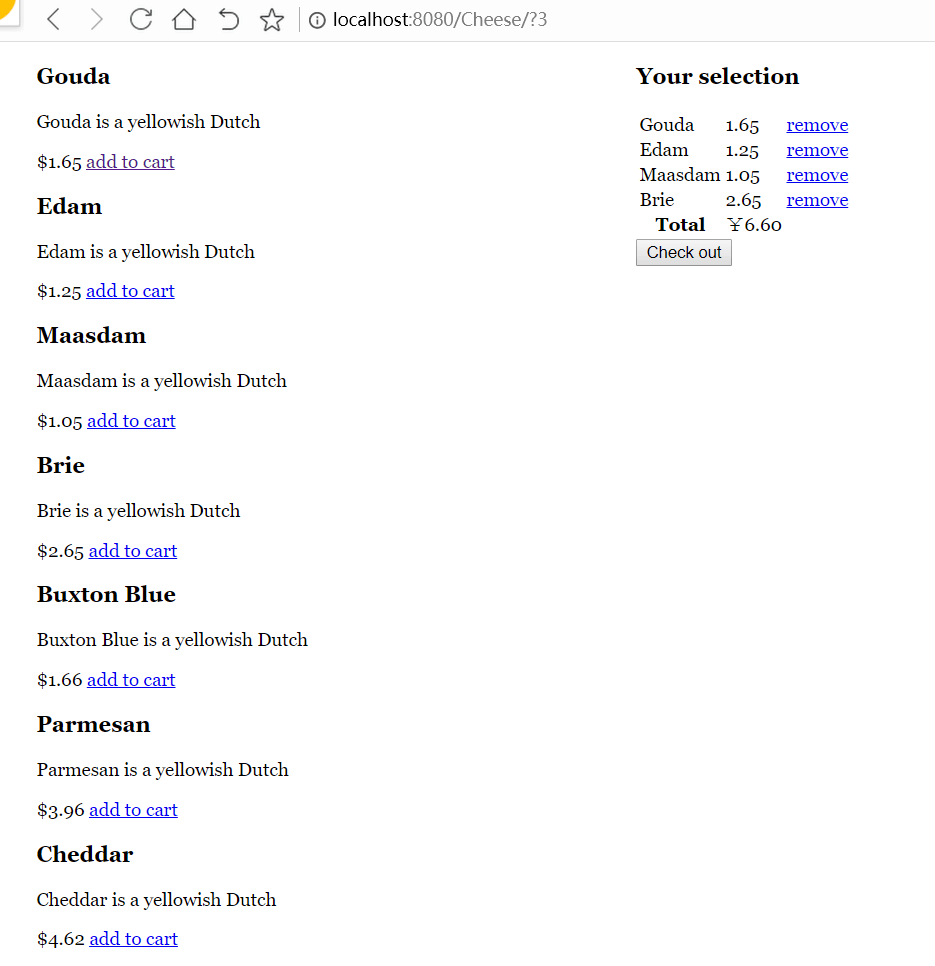 localhost:8080/Cheese/?3
Gouda
Gouda is a yellowish Dutch
$1.65 add to cart
Edam
Edam is a yellowish Dutch
$1.25 add to cart
Maasdam
Maasdam is a yellowish Dutch
$1.05 add to cart
Brie
Brie is a yellowish Dutch
$2.65 add to cart
Buxton Blue
Buxton Blue is a yellowish Dutch
$1.66 add to cart
Parmesan
Parmesan is a yellowish Dutch
$3.96 add to cart
Cheddar
Cheddar is a yellowish Dutch
$4.62 add to cart
Your selection
Gouda 1.65 remove
Edam 1.25 remove
Maasdam 1.05 remove
Brie 2.65 remove
Total ¥6.60
Check out